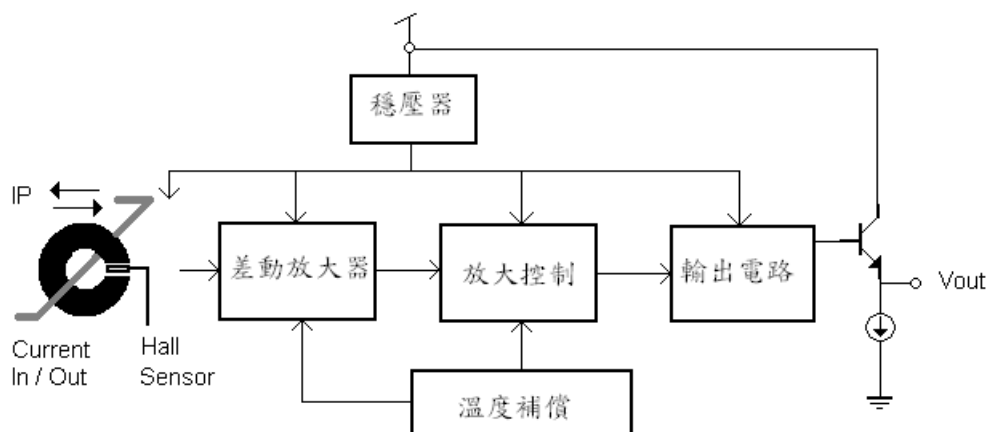 穩壓器
IP
差動放大器
放大控制
輸出電路
Vout
Current
In / Out
Hall
Sensor
溫度補償